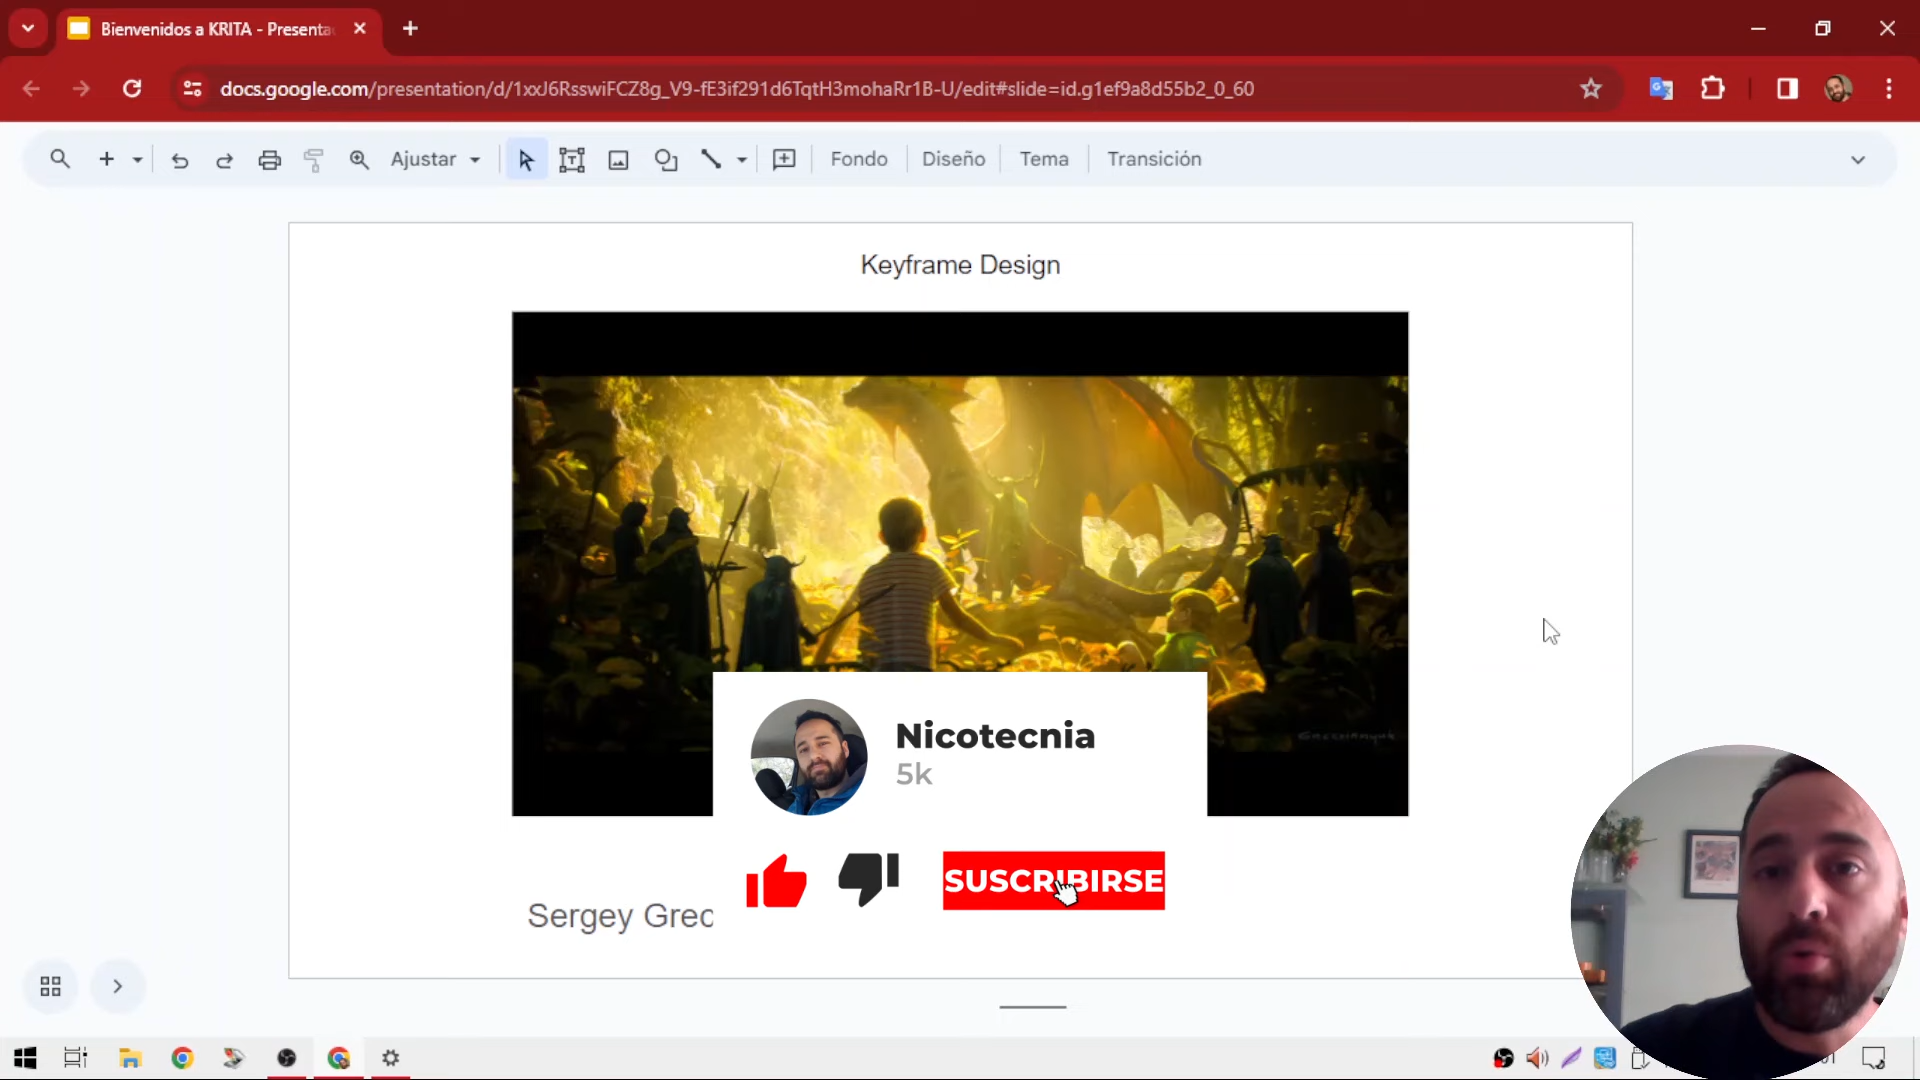 Bienvenidos a KRITA - Presenta
docs.google.com/presentation/d/1xxJ6RsswiFCZ8g_V9-fE3if291d6TqtH3mohaRr1B-U/edit#slide=id.g1ef9a8d55b2_0_60
Ajustar
Fondo
Diseño
Tema
Transición
Keyframe Design
Nicotecnia
5k
SUSCRIBIRSE
Sergey Grec